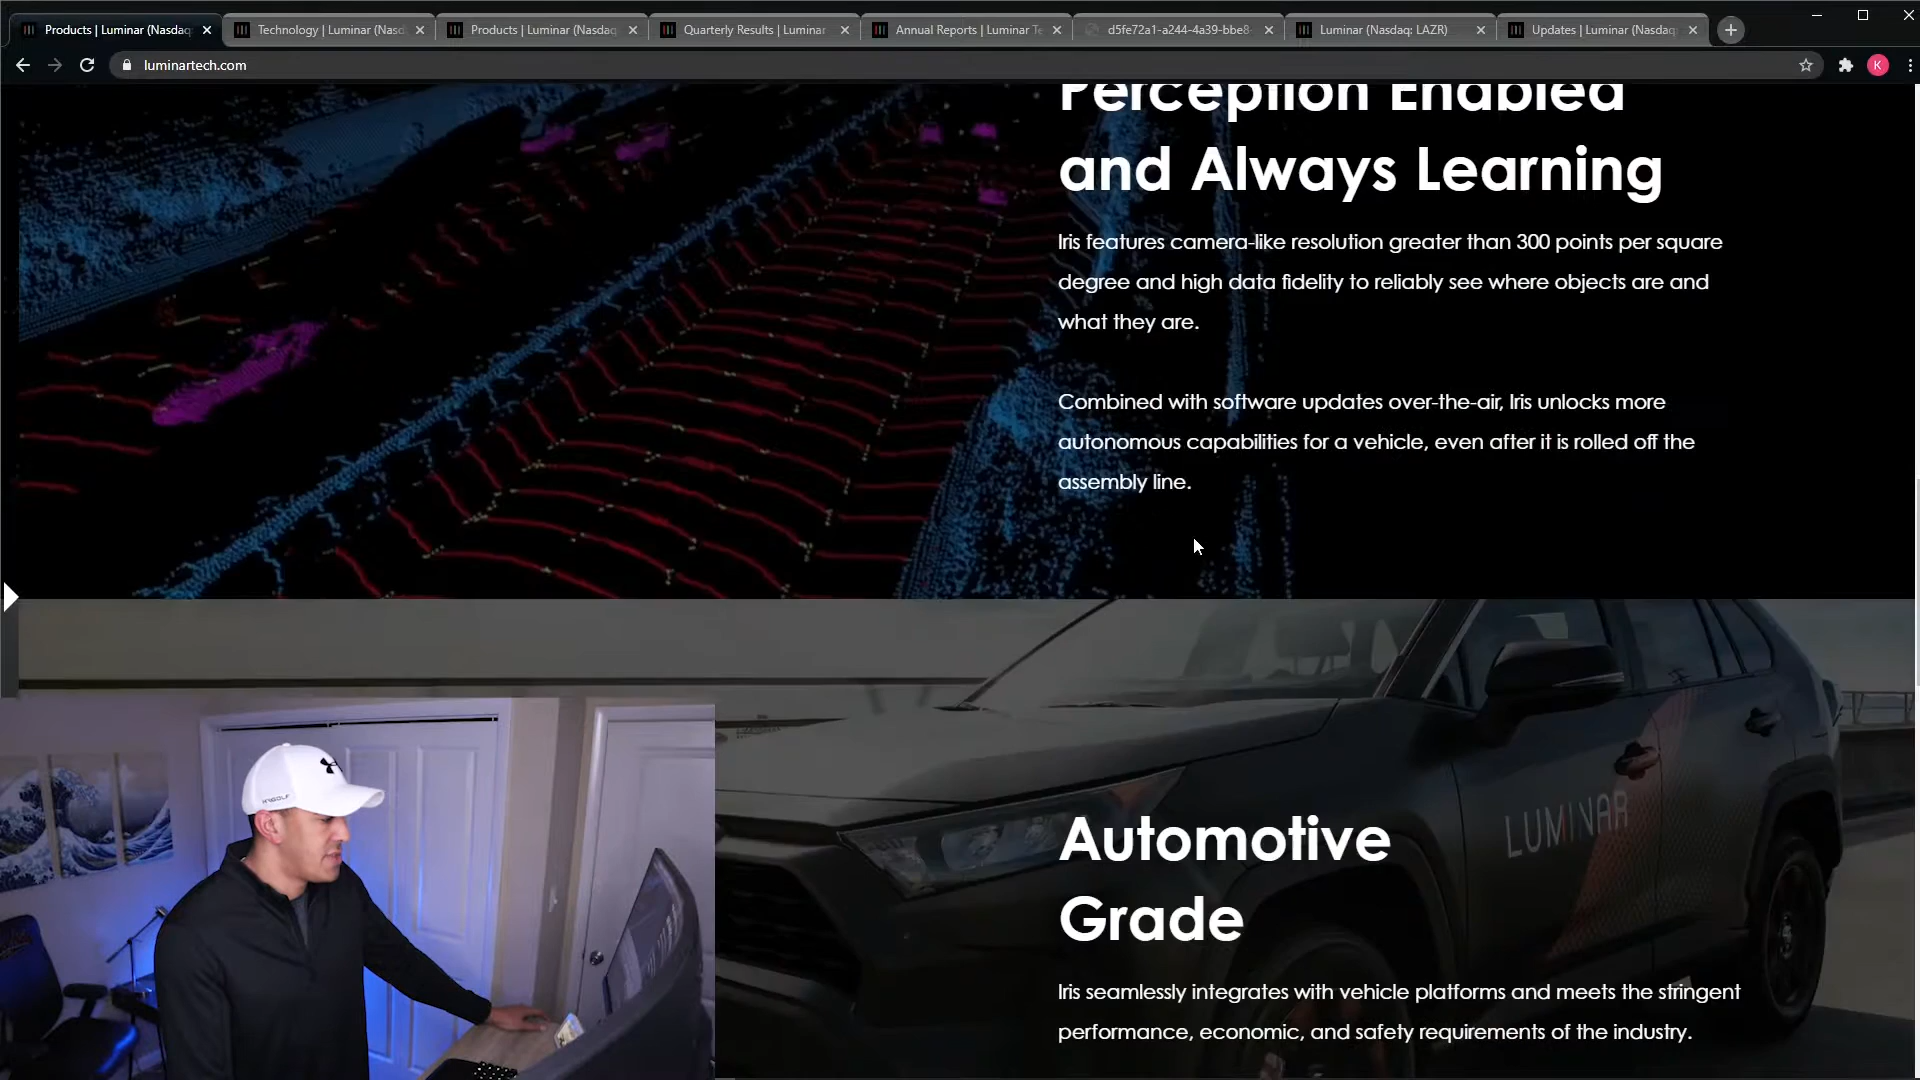 Products | Luminar (Nasdaq
Technology | Luminar (Nasd
Products | Luminar (Nasdaq
Quarterly Results | Luminar
Annual Reports | Luminar Te
d5fe72a1-a244-4a39-bbe8-
Luminar (Nasdaq: LAZR)
Updates | Luminar (Nasdaq
luminartech.com
K
Perception Enabled
and Always Learning
Iris features camera-like resolution greater than 300 points per square
degree and high data fidelity to reliably see where objects are and
what they are.
Combined with software updates over-the-air, Iris unlocks more
autonomous capabilities for a vehicle, even after it is rolled off the
assembly line.
LUMINAR
Automotive
Grade
Iris seamlessly integrates with vehicle platforms and meets the stringent
performance, economic, and safety requirements of the industry.